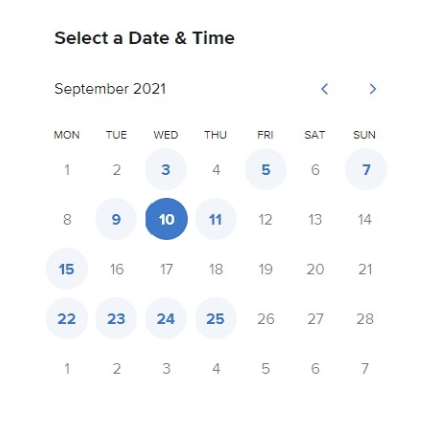 Select a Date & Time
September 2021
MON TUE WED THU FRI SAT SUN
1 2 3 4 5 6 7
8 9 10 11 12 13 14
15 16 17 18 19 20 21
22 23 24 25 26 27 28
1 2 3 4 5 6 7